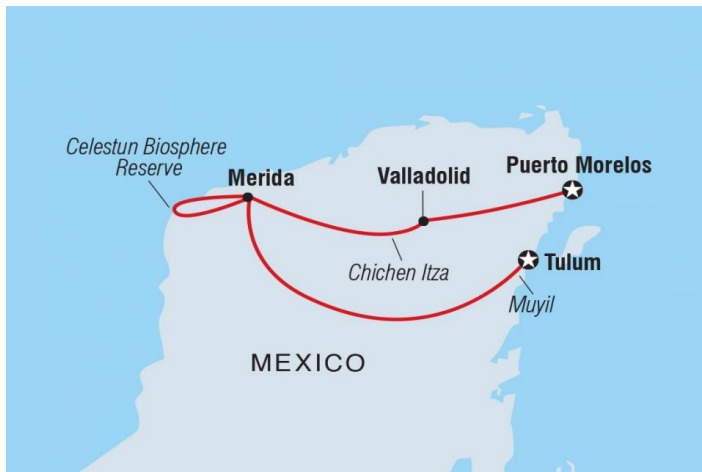 Celestun Biosphere
Reserve
Merida
Valladolid
Puerto Morelos
Chichen Itza
Tulum
Muyil
MEXICO